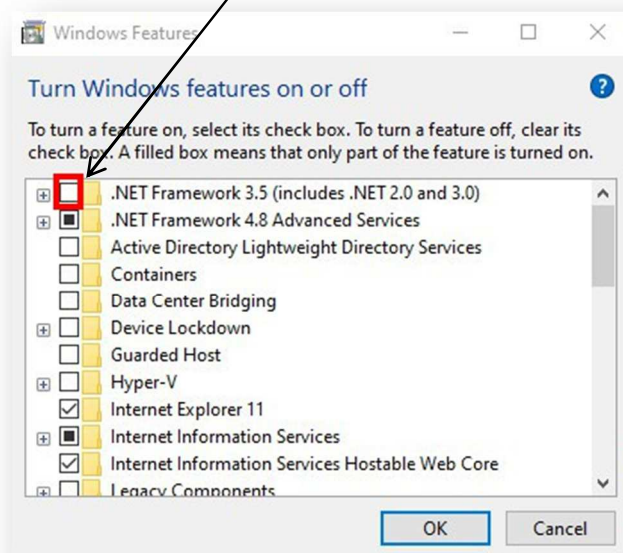 Windows Features
Turn Windows features on or off
To turn a feature on, select its check box. To turn a feature off, clear its
check box. A filled box means that only part of the feature is turned on.
.NET Framework 3.5 (includes .NET 2.0 and 3.0)
.NET Framework 4.8 Advanced Services
Active Directory Lightweight Directory Services
Containers
Data Center Bridging
Device Lockdown
Guarded Host
Hyper-V
Internet Explorer 11
Internet Information Services
Internet Information Services Hostable Web Core
Legacy Components
OK Cancel